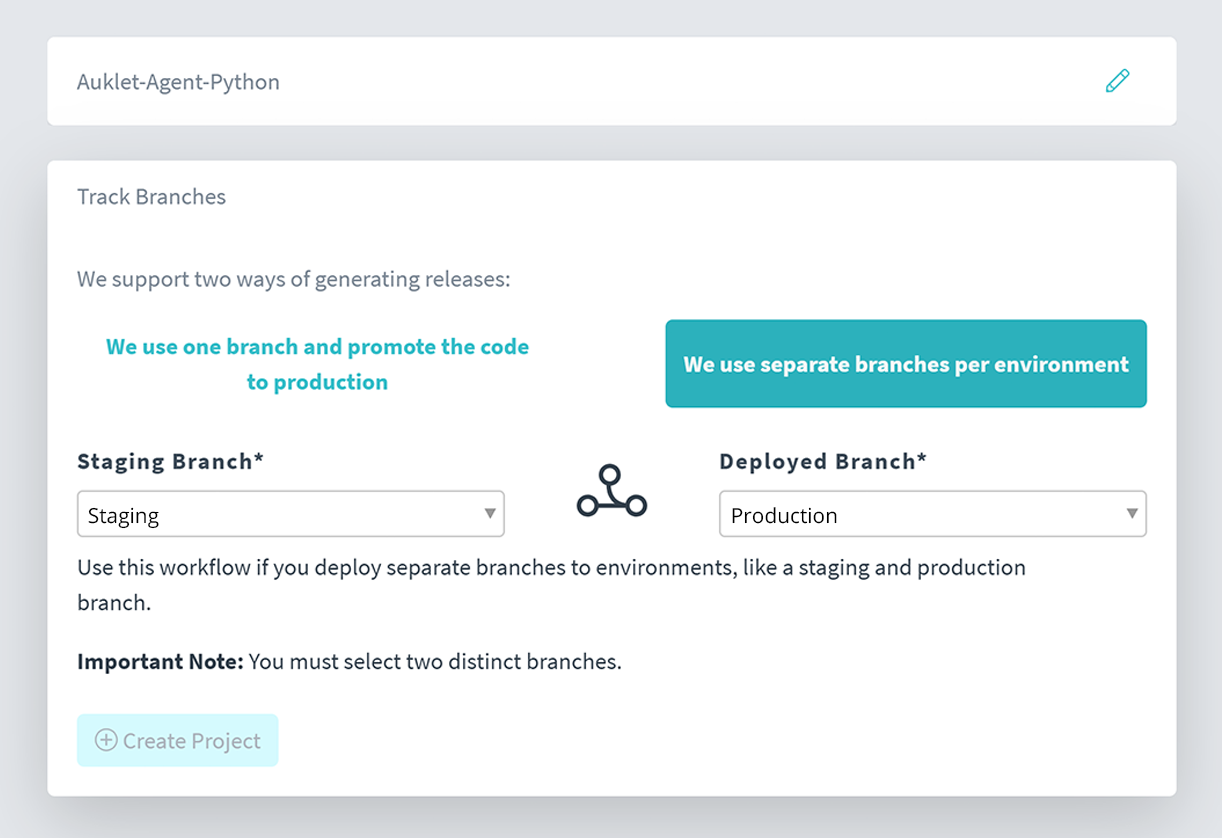 Auklet-Agent-Python
Track Branches
We support two ways of generating releases:
We use one branch and promote the code
to production
We use separate branches per environment
Staging Branch*
Deployed Branch*
Staging
Production
Use this workflow if you deploy separate branches to environments, like a staging and production
branch.
Important Note: You must select two distinct branches.
Create Project